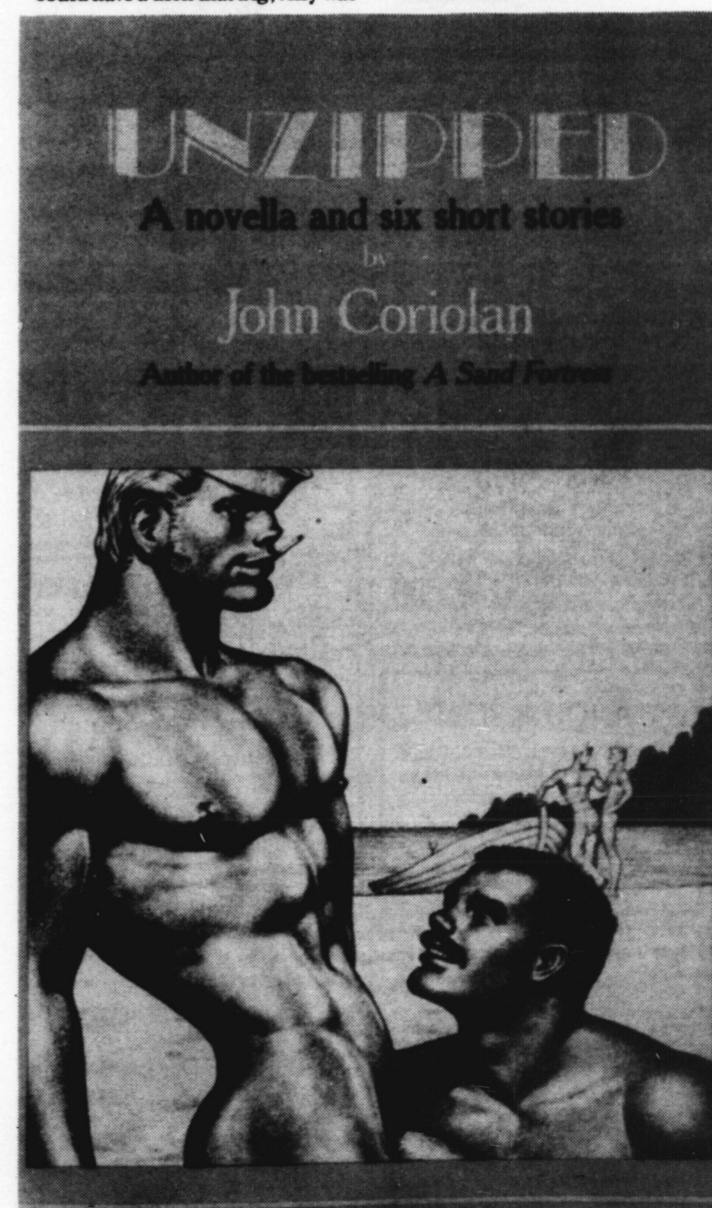 UNZIPPED
A novella and six short stories
by
John Coriolan
Author of the bestselling A Sand Fortress